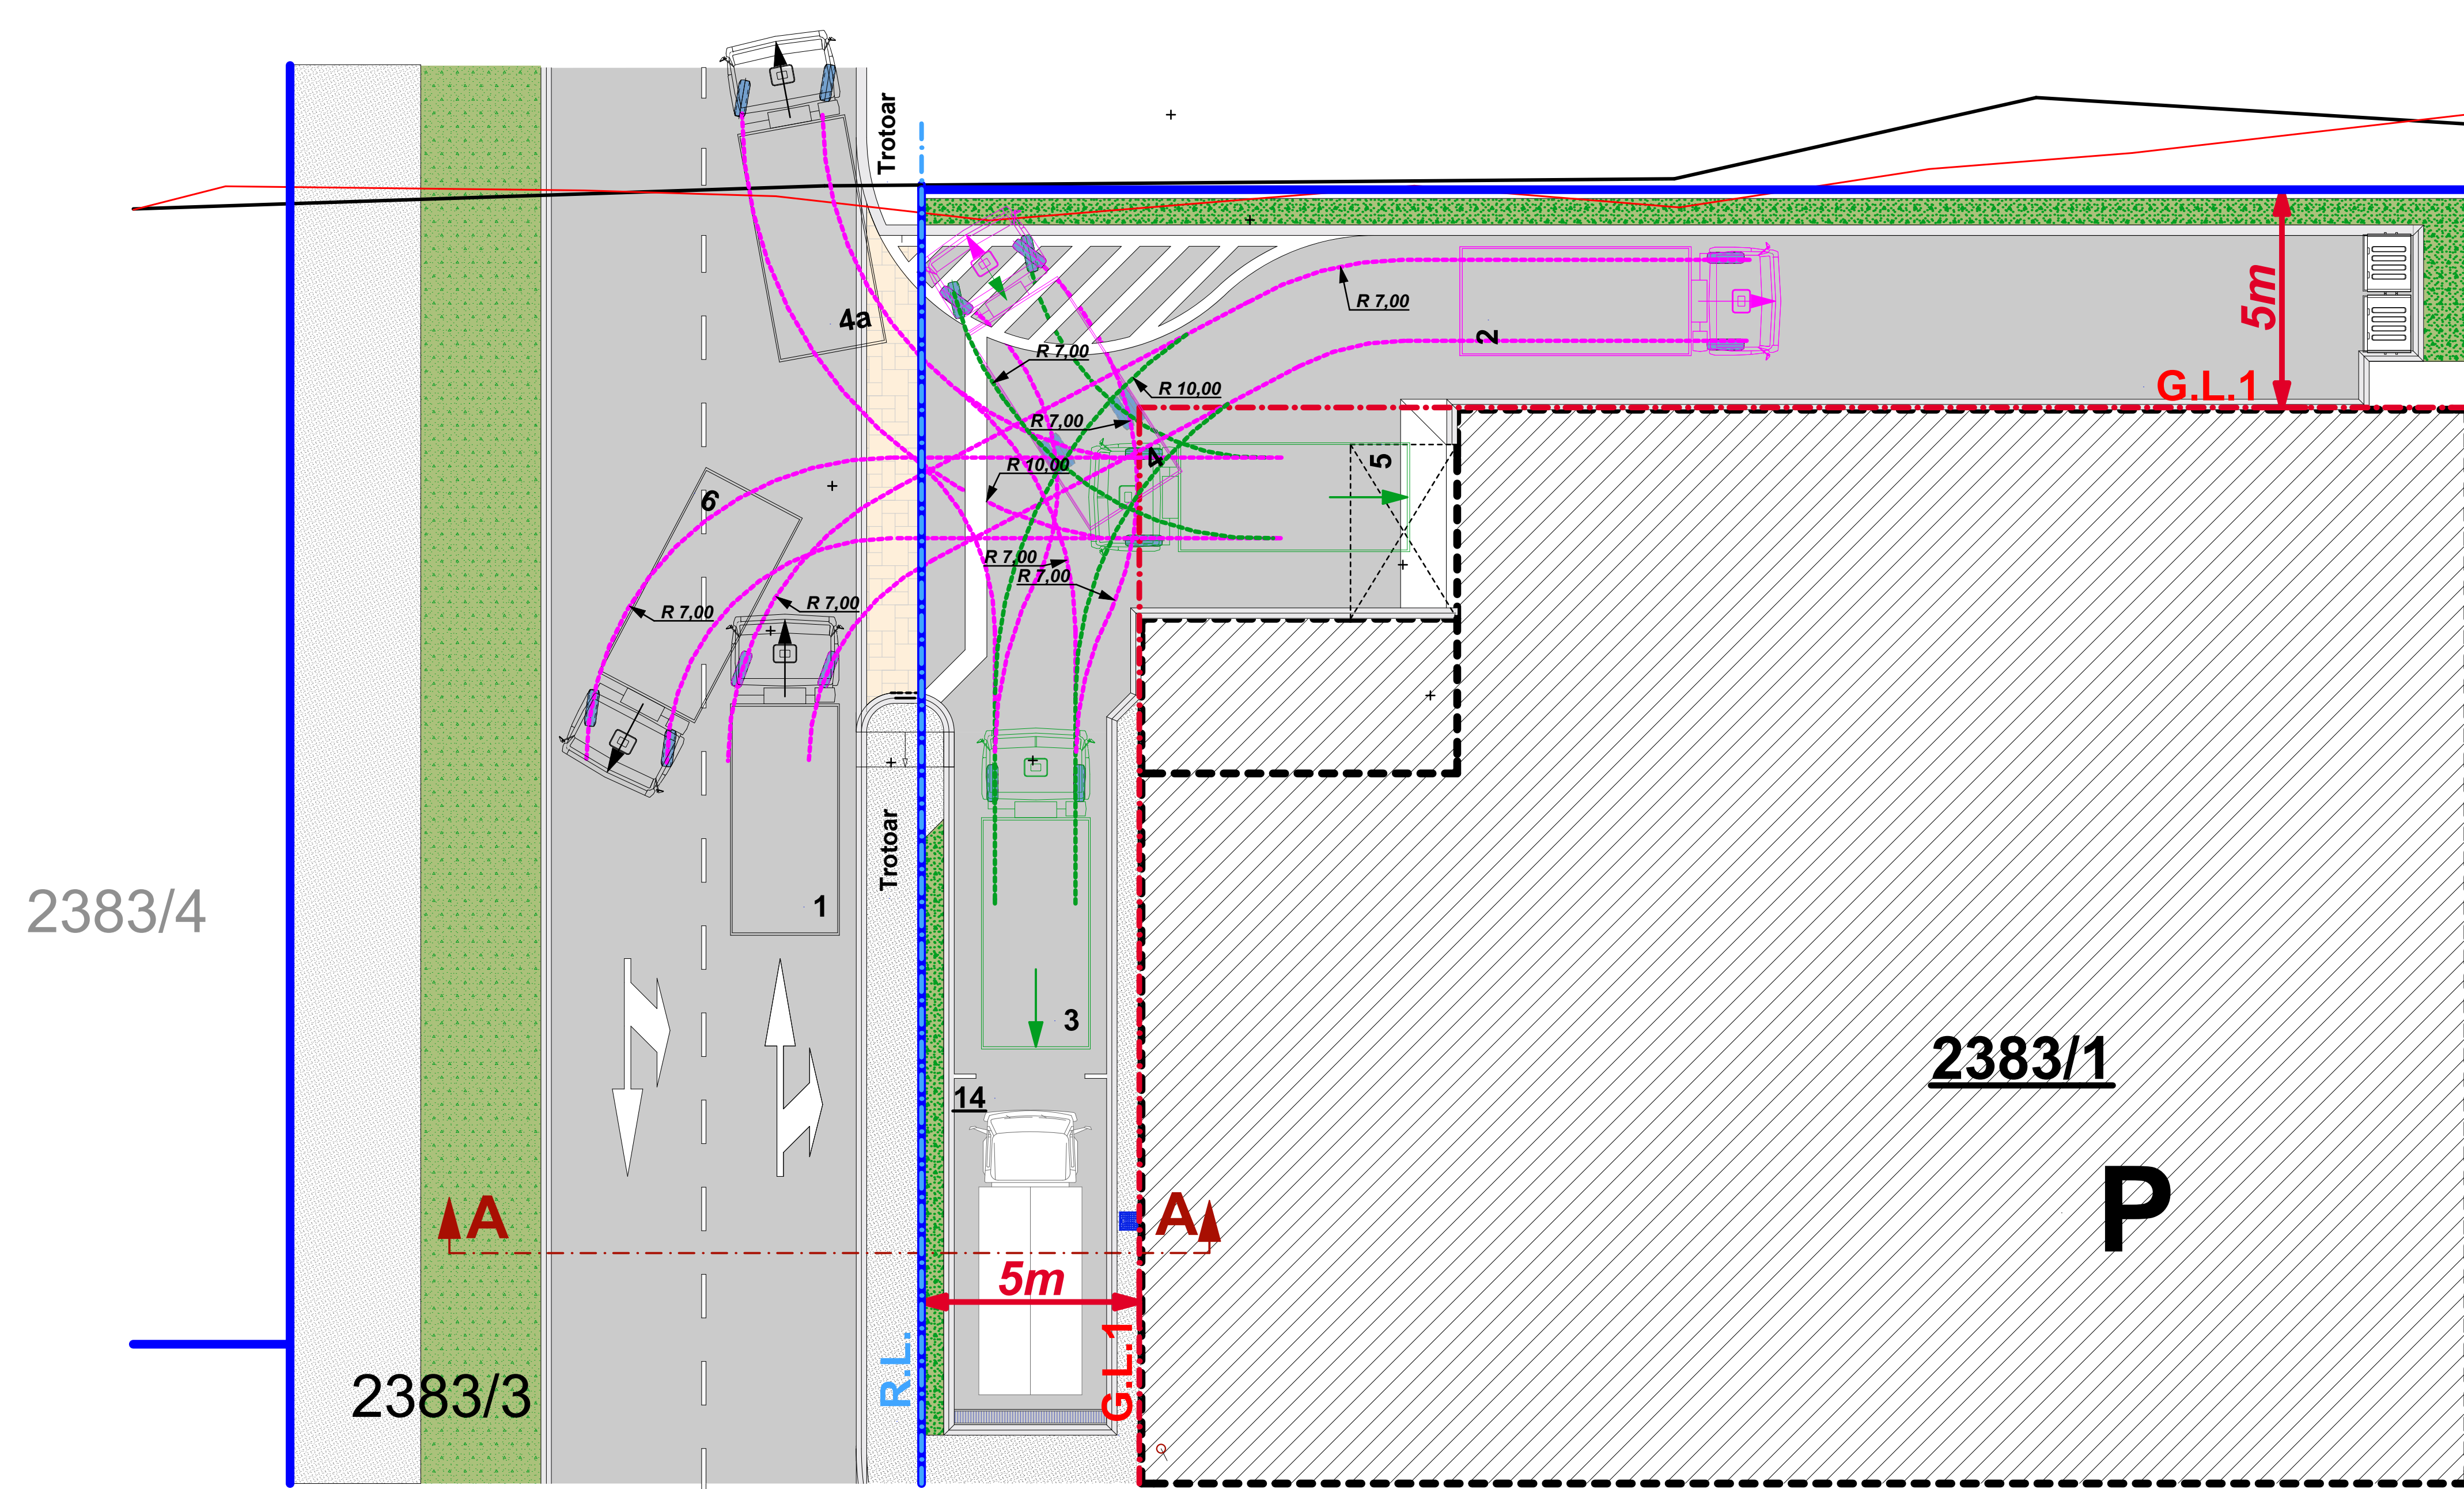 Trotoar
4a
5m
R 7,00
2
R 7,00
R 10,00
G.L.1
R 7,00
4
5
R 10,00
6
R 7,00
R 7,00
R 7,00
R 7,00
Trotoar
2383/4
1
3
2383/1
14
P
A
A
5m
R.L.
G.L.1
2383/3